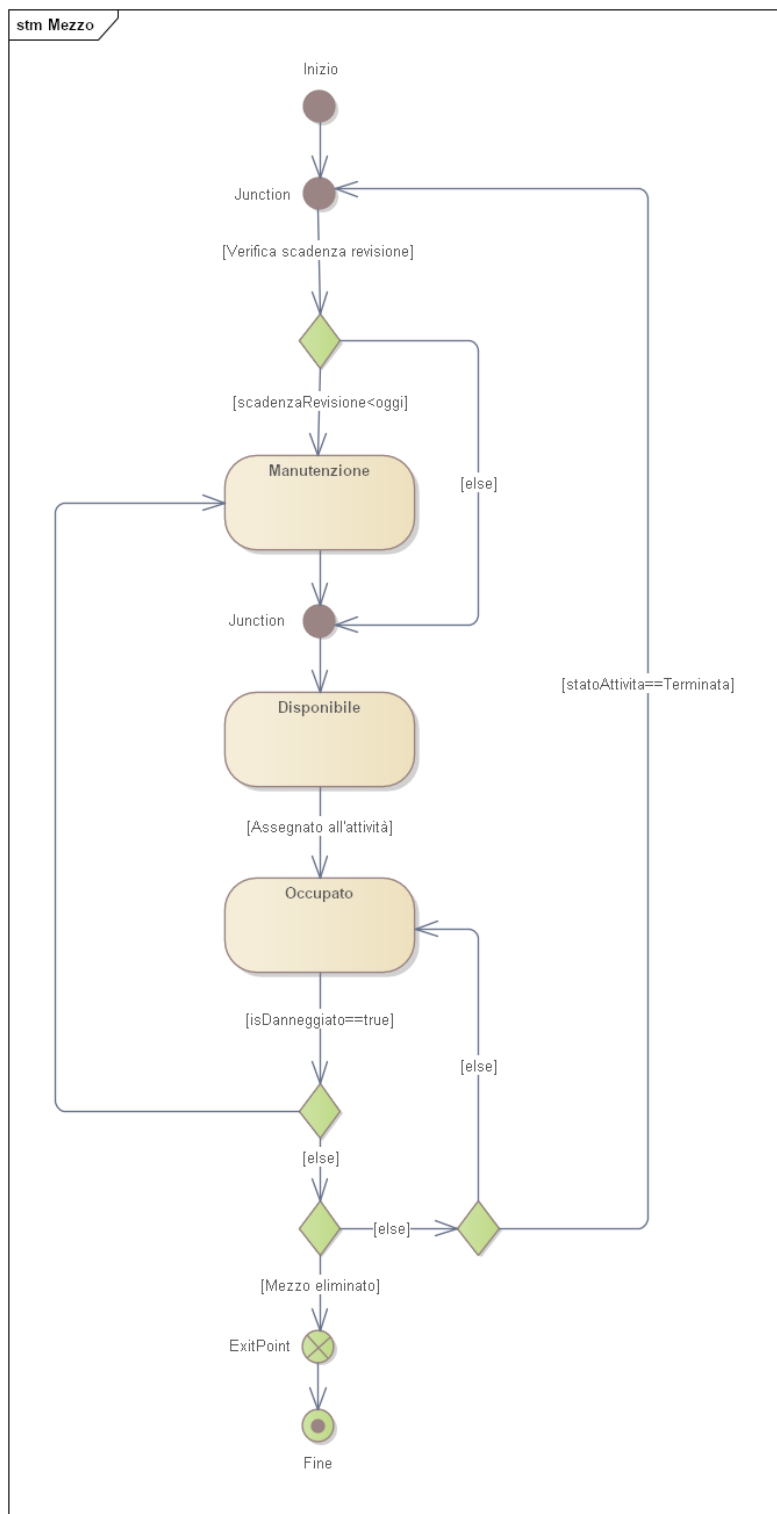 stm Mezzo
Inizio
Junction
[Verifica scadenza revisione]
[scadenzaRevisione<oggi]
Manutenzione
[else]
Junction
[statoAttivita==Terminata]
Disponibile
[Assegnato all'attività]
Occupato
[isDanneggiato==true]
[else]
[else]
[else]
[Mezzo eliminato]
ExitPoint
Fine